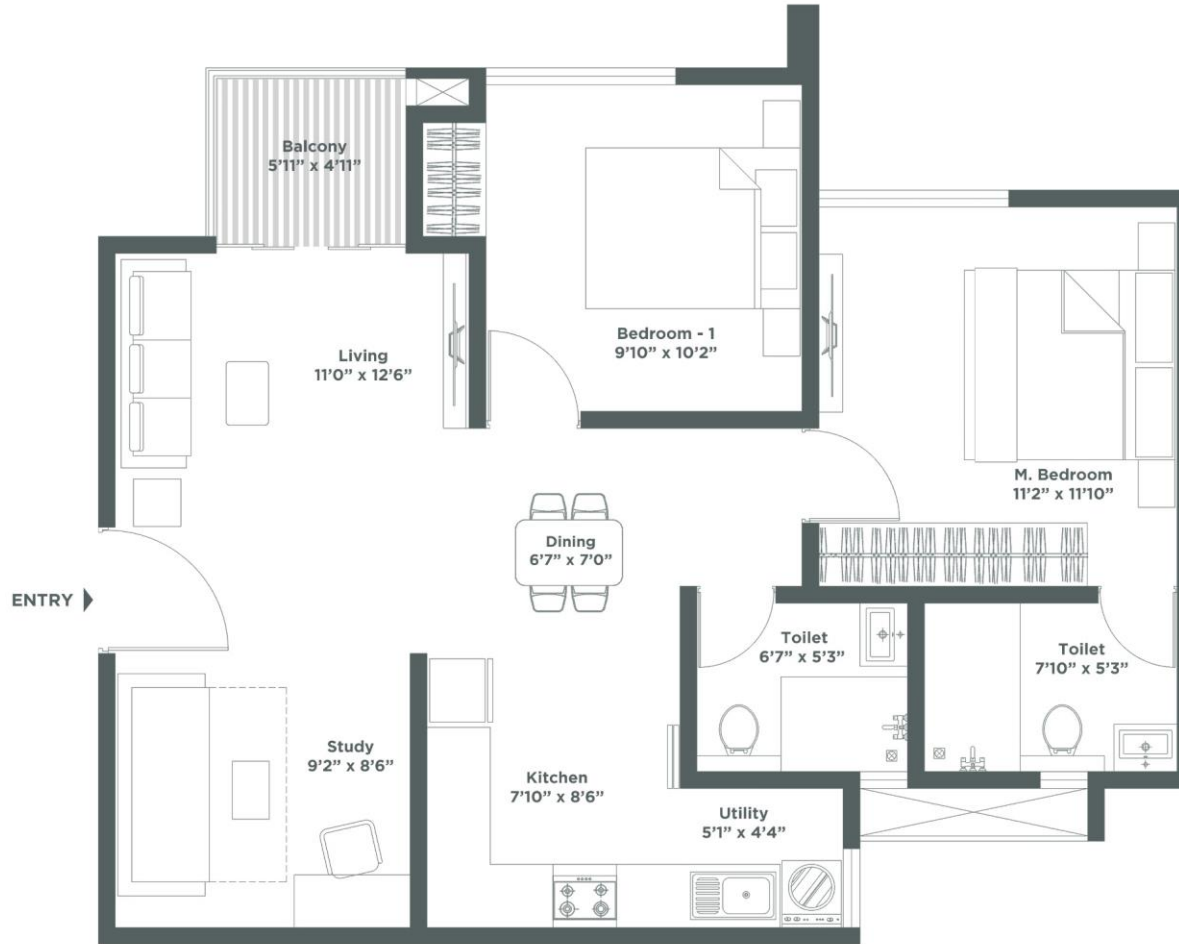 Balcony
5’11” x 4’11”
Bedroom - 1
9’10” x 10’2”
Living
11’0” x 12’6”
M. Bedroom
11’2” x 11’10”
Dining
6’7” x 7’0”
ENTRY
Toilet
6’7” x 5’3”
Toilet
7’10” x 5’3”
Study
9’2” x 8’6”
Kitchen
7’10” x 8’6”
Utility
5’1” x 4’4”